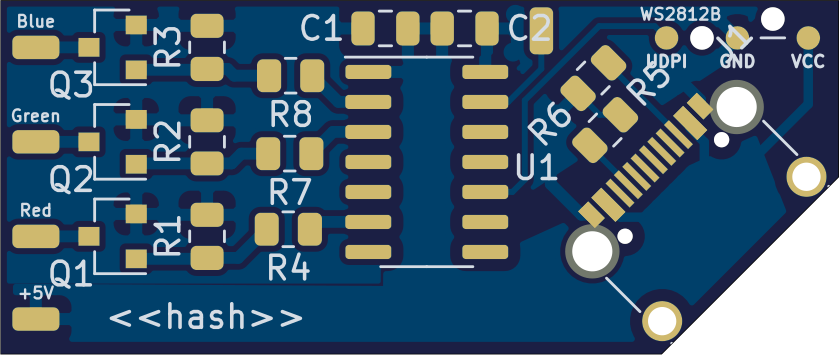 Blue
Q3
R3
Green
Q2
R2
Red
Q1
R1
+5V
R8
R7
R4
<<hash>>
C1
C2
U1
R6
R5
WS2812B
UDPI
GND
VCC